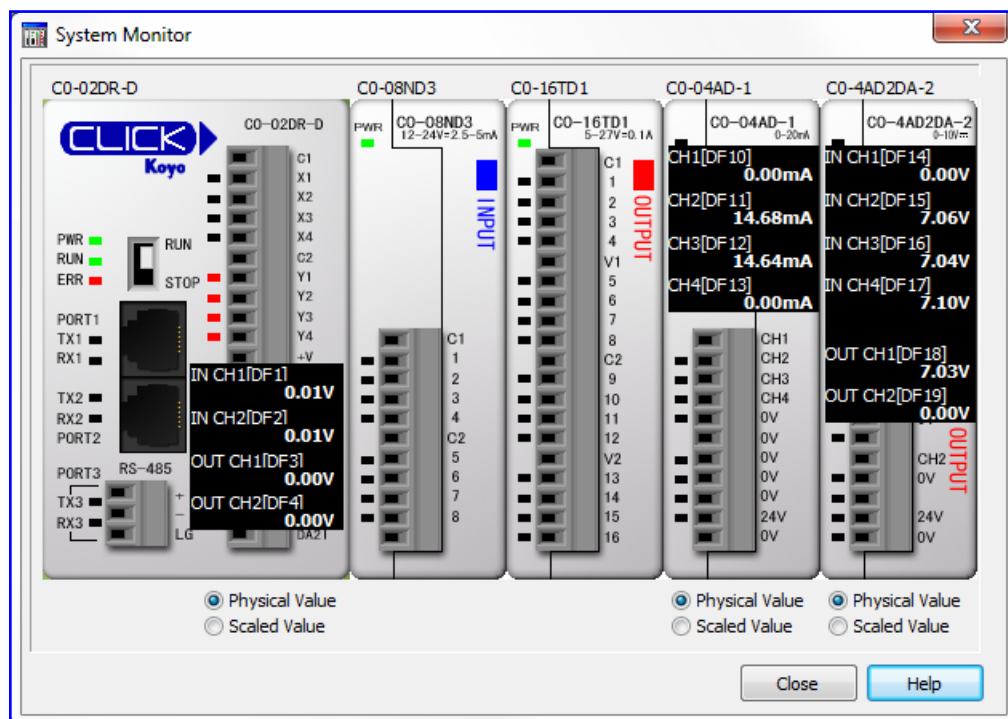 System Monitor
C0-02DR-D
CLICK
Koyo
C0-02DR-D
C1
X1
X2
X3
X4
C2
Y1
Y2
Y3
Y4
+V
PWR
RUN
ERR
RUN
STOP
PORT1
TX1
RX1
TX2
RX2
PORT2
PORT3
RS-485
TX3
RX3
+
−
LG
IN CH1[DF1]
0.01V
IN CH2[DF2]
0.01V
OUT CH1[DF3]
0.00V
OUT CH2[DF4]
0.00V
DA2I
Physical Value
Scaled Value
C0-08ND3
PWR
C0-08ND3
12-24V=2.5-5mA
INPUT
C1
1
2
3
4
C2
5
6
7
8
C0-16TD1
PWR
C0-16TD1
5-27V=0.1A
OUTPUT
C1
1
2
3
4
V1
5
6
7
8
C2
9
10
11
12
V2
13
14
15
16
C0-04AD-1
C0-04AD-1
0-20mA
CH1[DF10]
0.00mA
CH2[DF11]
14.68mA
CH3[DF12]
14.64mA
CH4[DF13]
0.00mA
CH1
CH2
CH3
CH4
0V
0V
0V
0V
24V
0V
Physical Value
Scaled Value
C0-4AD2DA-2
C0-4AD2DA-2
0-10V
IN CH1[DF14]
0.00V
IN CH2[DF15]
7.06V
IN CH3[DF16]
7.04V
IN CH4[DF17]
7.10V
OUT CH1[DF18]
7.03V
OUT CH2[DF19]
0.00V
OUTPUT
CH2
0V
24V
0V
Physical Value
Scaled Value
Close
Help